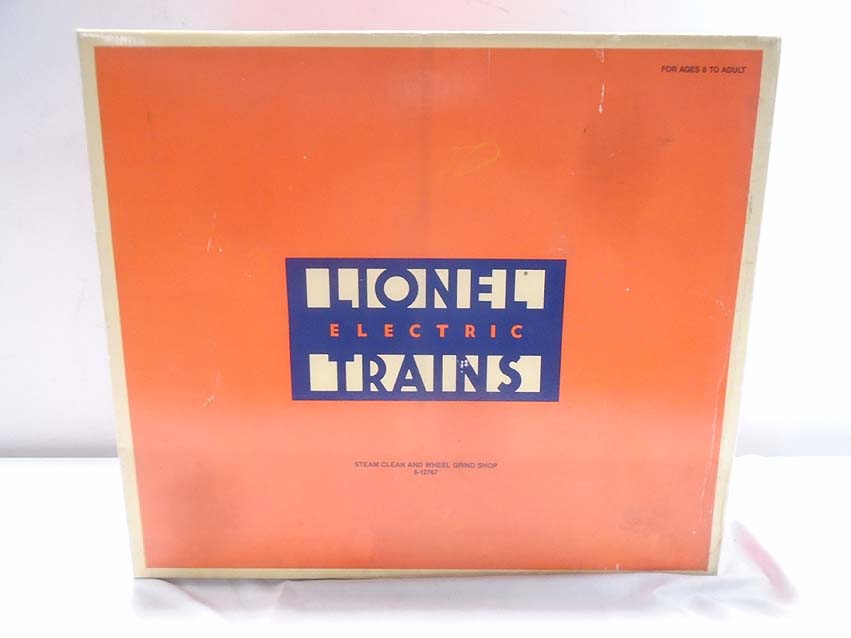 FOR AGES 8 TO ADULT
LIONEL
ELECTRIC
TRAINS
STEAM CLEAN AND WHEEL GRIND SHOP
6-12767